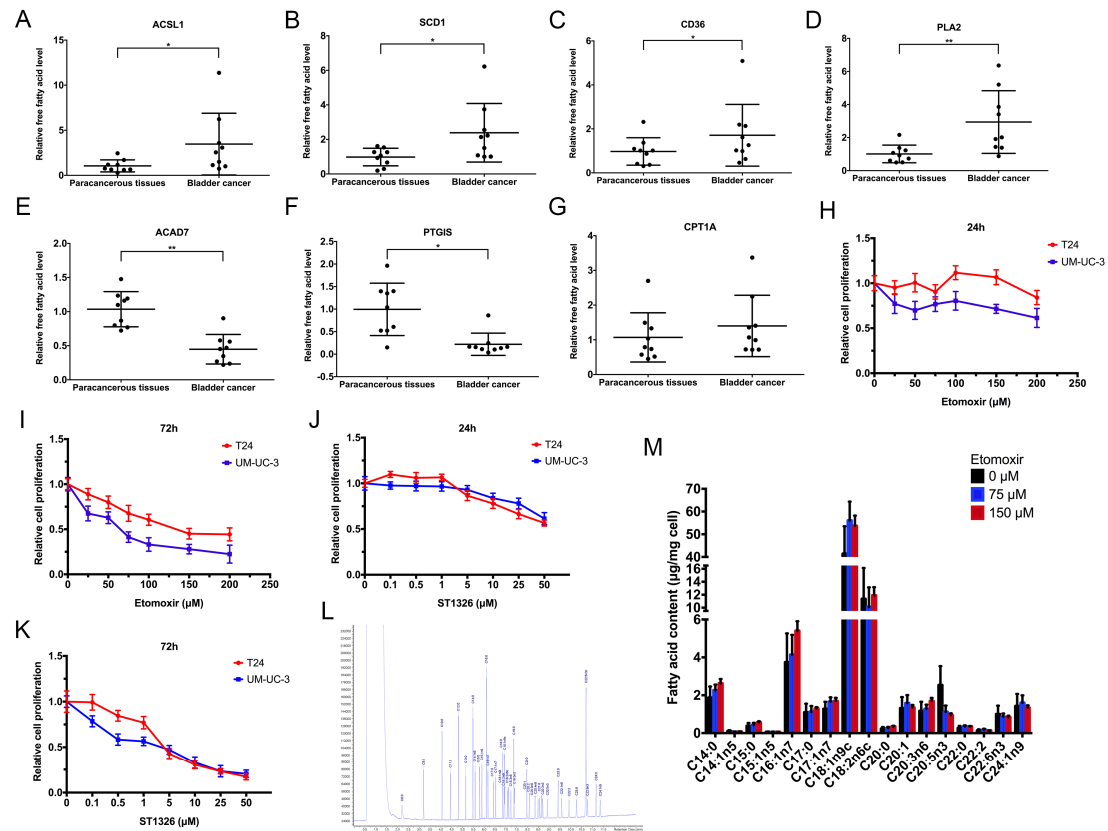 A
ACSL1
Relative free fatty acid level
15
10
5
0
*
Paracancerous tissues
Bladder cancer
B
SCD1
Relative free fatty acid level
8
6
4
2
0
*
Paracancerous tissues
Bladder cancer
C
CD36
Relative free fatty acid level
6
4
2
0
*
Paracancerous tissues
Bladder cancer
D
PLA2
Relative free fatty acid level
8
6
4
2
0
**
Paracancerous tissues
Bladder cancer
E
ACAD7
Relative free fatty acid level
2.0
1.5
1.0
0.5
0.0
**
Paracancerous tissues
Bladder cancer
F
PTGIS
Relative free fatty acid level
2.5
2.0
1.5
1.0
0.5
0.0
-0.5
*
Paracancerous tissues
Bladder cancer
G
CPT1A
Relative free fatty acid level
4
3
2
1
0
Paracancerous tissues
Bladder cancer
H
24h
T24
UM-UC-3
Relative cell proliferation
1.5
1.0
0.5
0.0
0 50 100 150 200 250
Etomoxir (μM)
I
72h
T24
UM-UC-3
Relative cell proliferation
1.5
1.0
0.5
0.0
0 50 100 150 200 250
Etomoxir (μM)
J
24h
T24
UM-UC-3
Relative cell proliferation
1.5
1.0
0.5
0.0
0 0.1 0.5 1 5 10 25 50
ST1326 (μM)
K
72h
T24
UM-UC-3
Relative cell proliferation
1.5
1.0
0.5
0.0
0 0.1 0.5 1 5 10 25 50
ST1326 (μM)
L
M
Etomoxir
0 μM
75 μM
150 μM
Fatty acid content (μg/mg cell)
70
60
50
40
30
16
14
12
10
8
6
4
2
0
C14:0
C14:1n5
C15:0
C15:1n5
C16:1n7
C17:0
C17:1n7
C18:1n9c
C18:2n6c
C20:0
C20:1
C20:3n6
C20:5n3
C22:0
C22:2
C22:6n3
C24:1n9